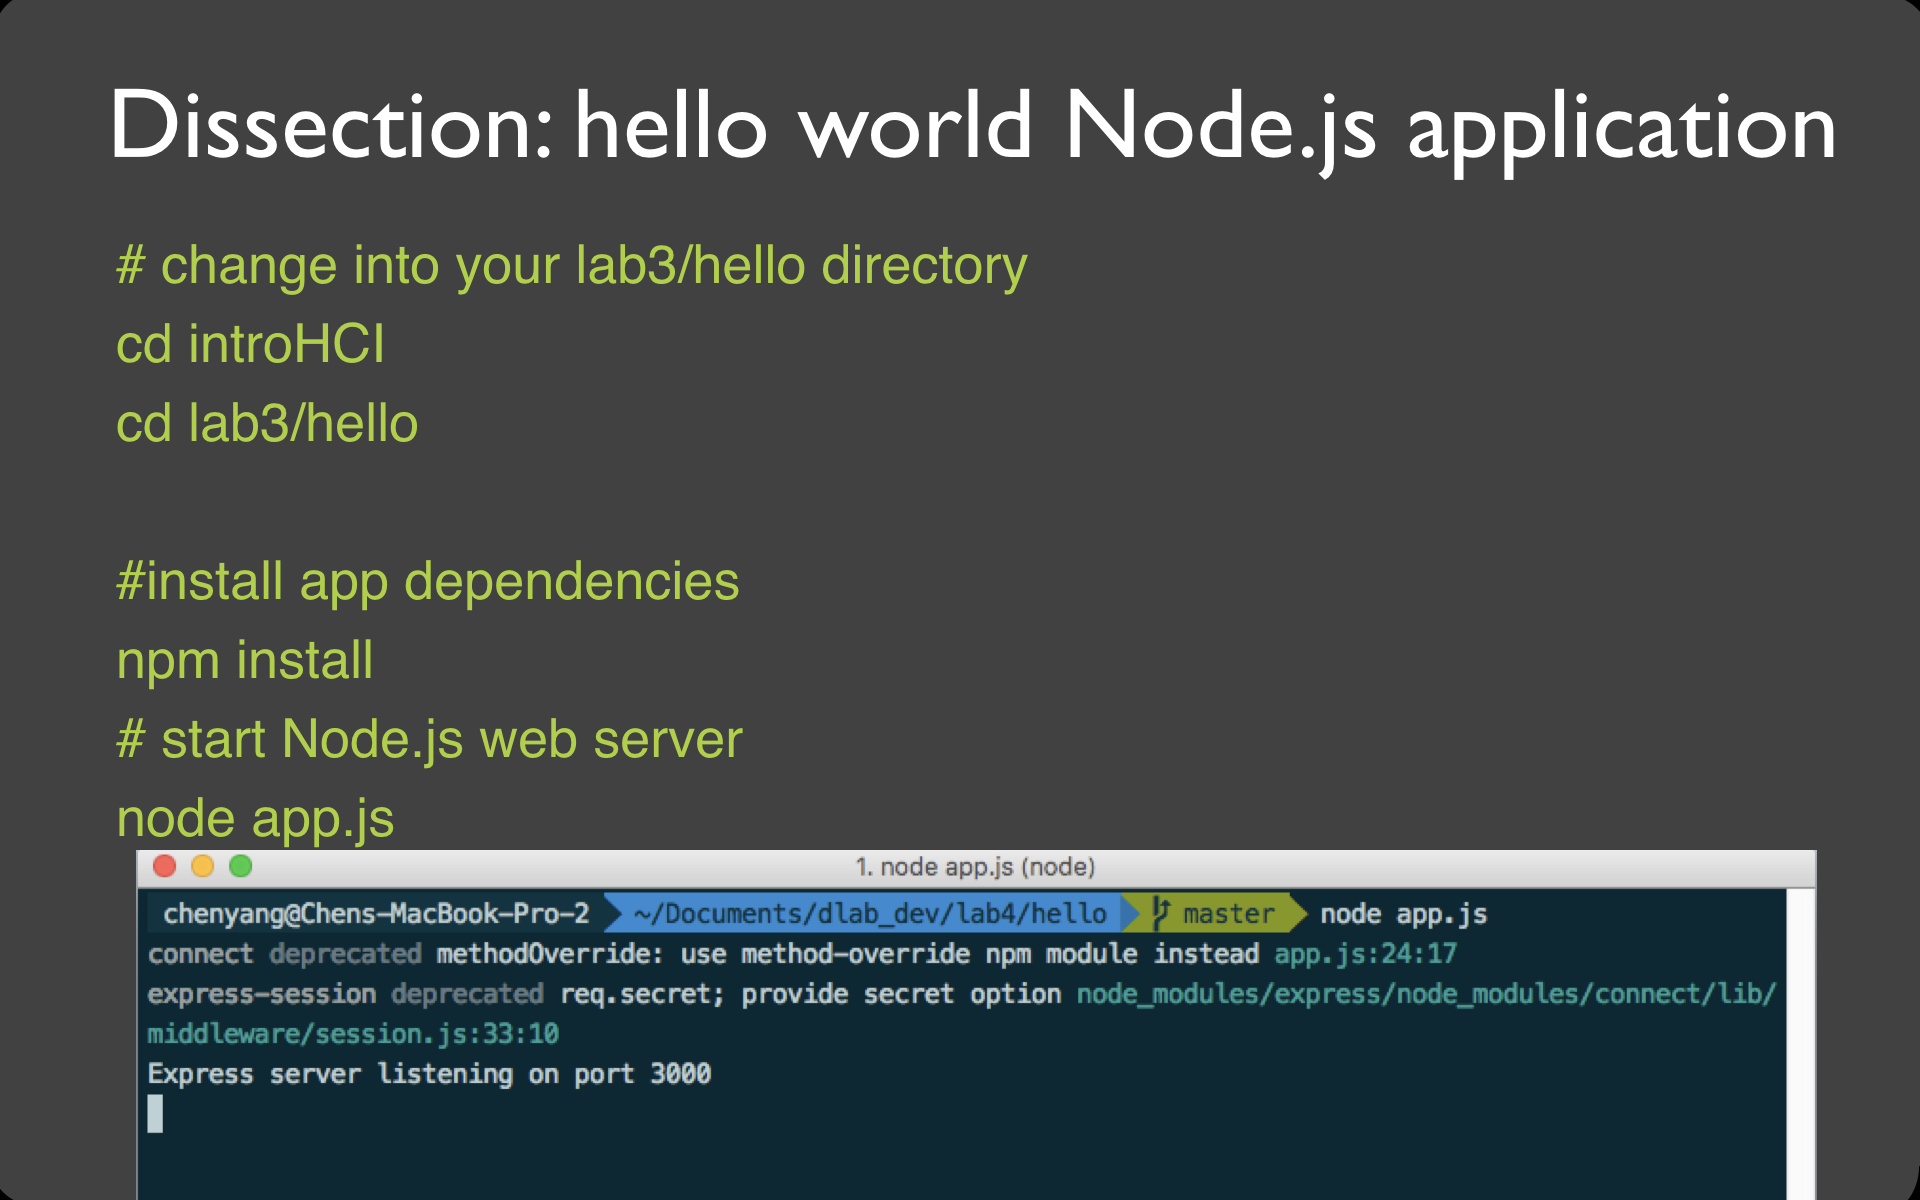 Dissection: hello world Node.js application
# change into your lab3/hello directory
cd introHCI
cd lab3/hello
#install app dependencies
npm install
# start Node.js web server
node app.js
1. node app.js (node)
chenyang@Chens-MacBook-Pro-2 ~/Documents/dlab_dev/lab4/hello master node app.js
connect deprecated methodOverride: use method-override npm module instead app.js:24:17
express-session deprecated req.secret; provide secret option node_modules/express/node_modules/connect/lib/
middleware/session.js:33:10
Express server listening on port 3000